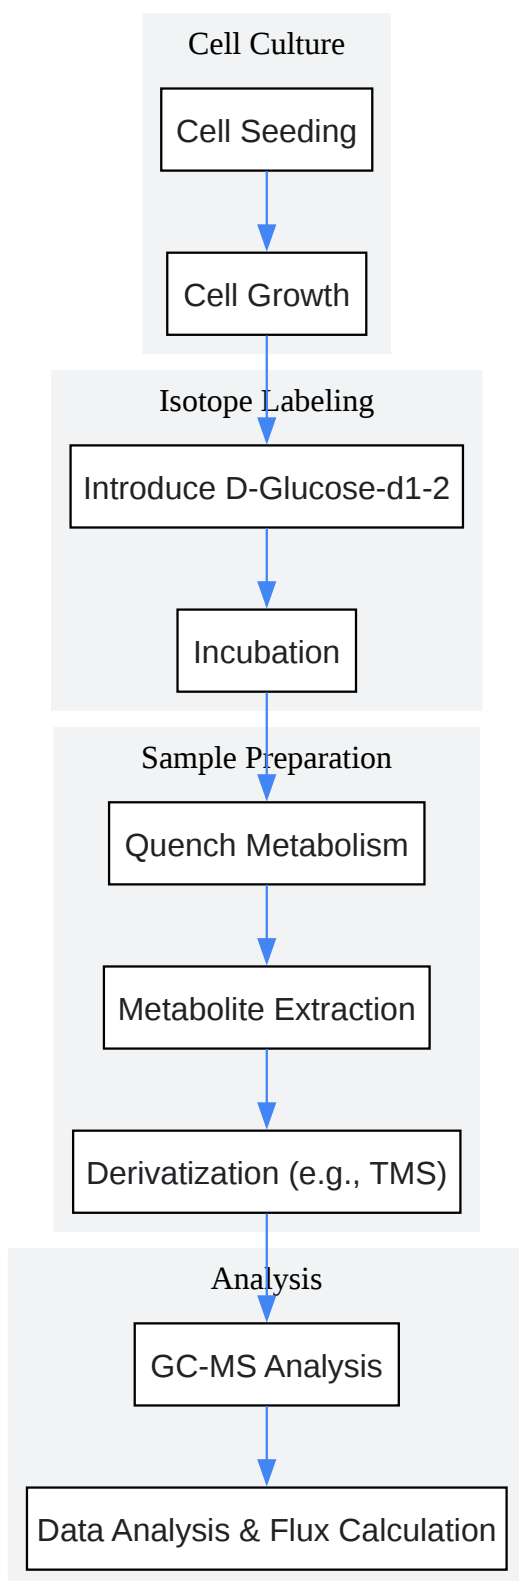 Cell Culture
Cell Seeding
Cell Growth
Isotope Labeling
Introduce D-Glucose-d1-2
Incubation
Sample Preparation
Quench Metabolism
Metabolite Extraction
Derivatization (e.g., TMS)
Analysis
GC-MS Analysis
Data Analysis & Flux Calculation